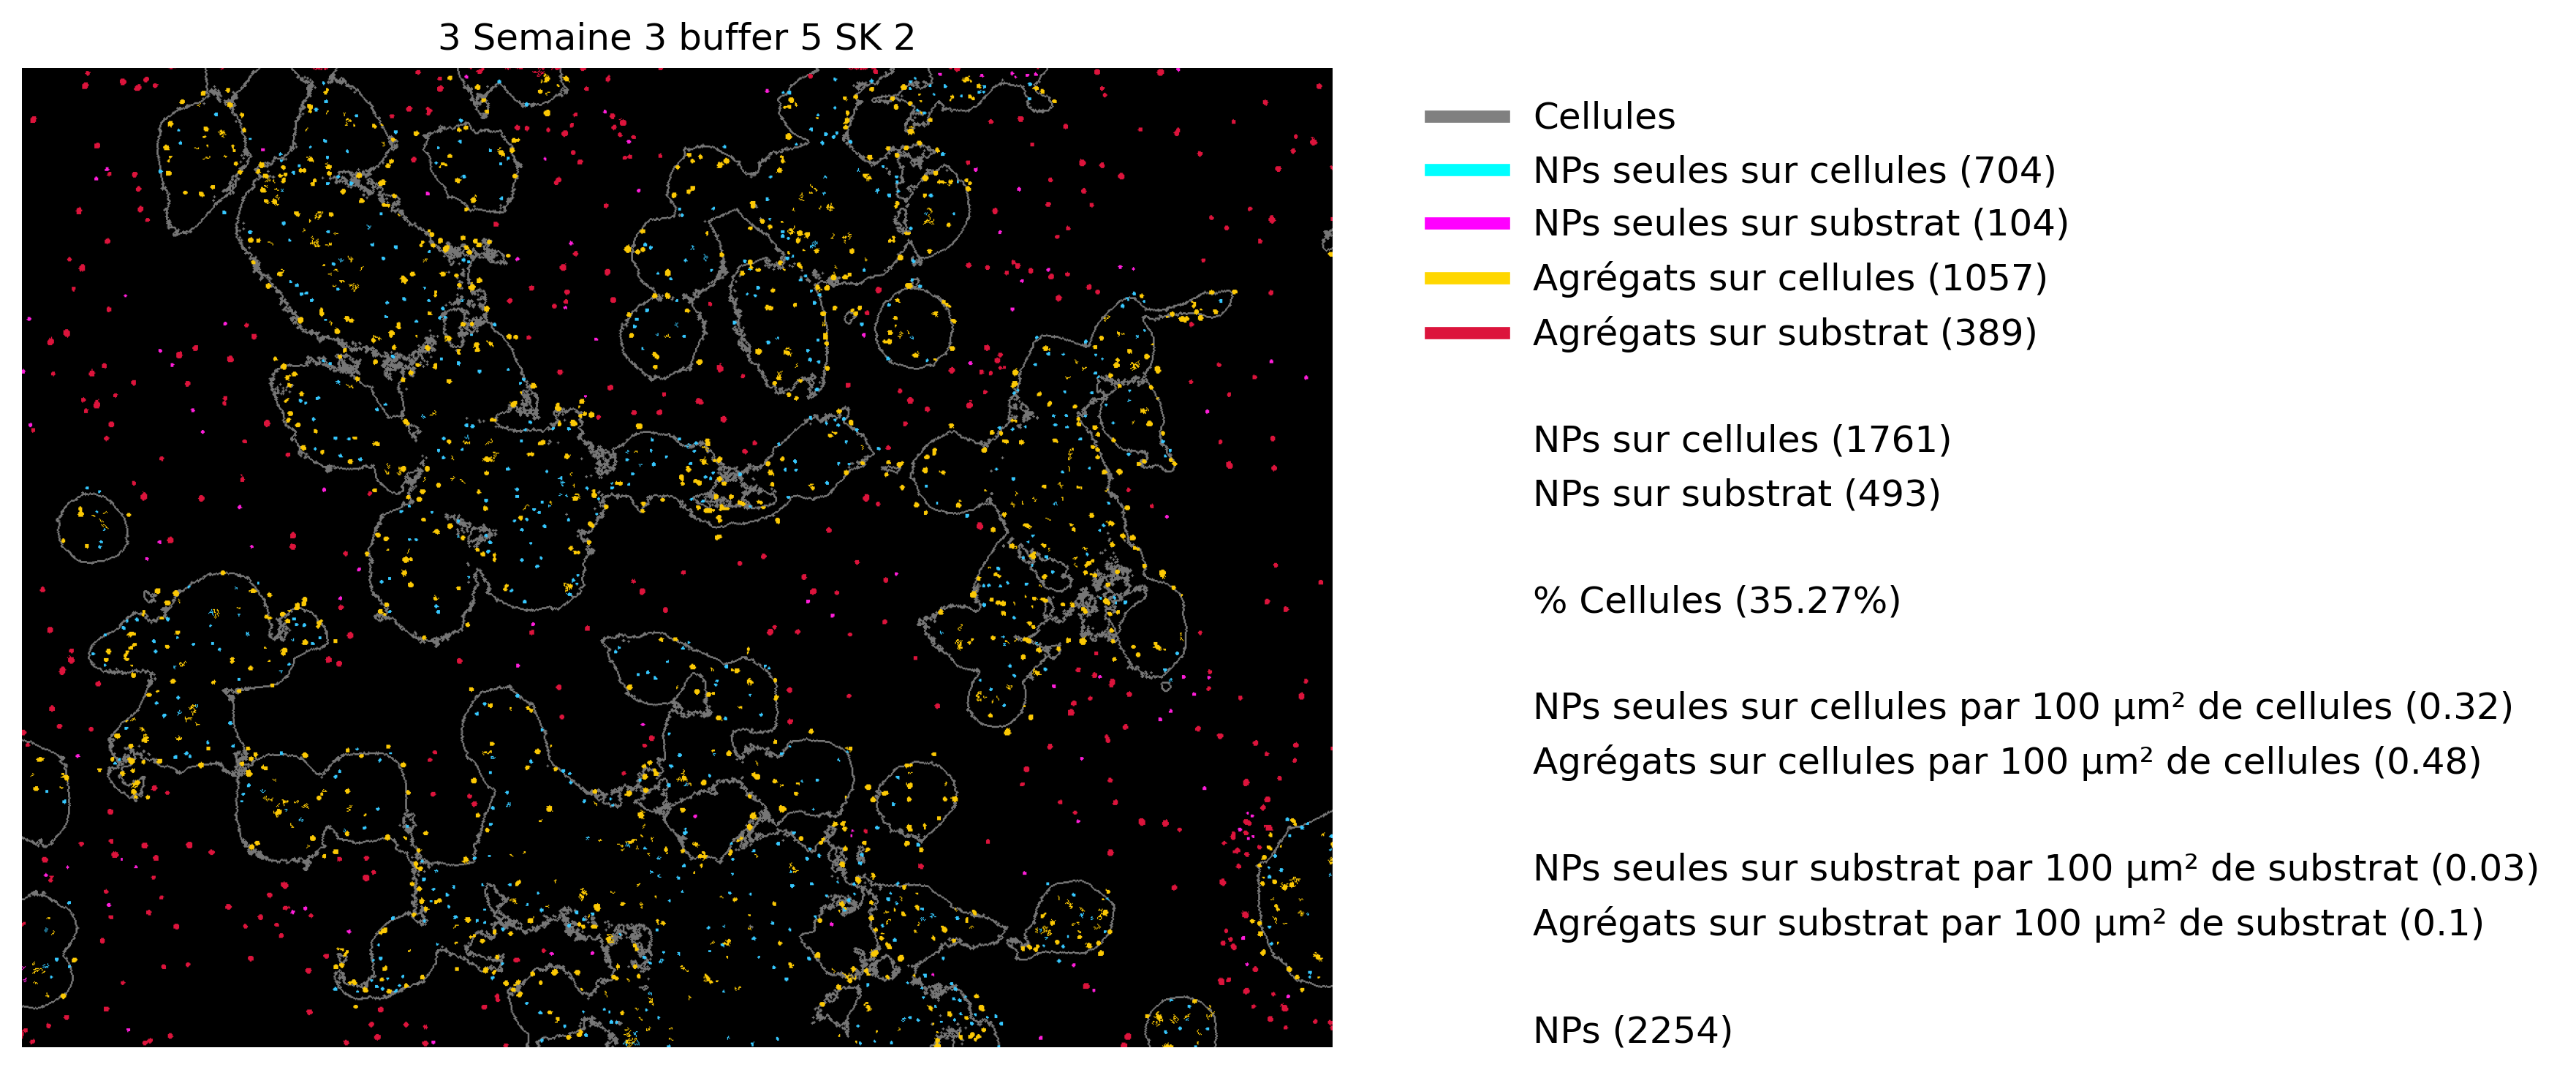 3 Semaine 3 buffer 5 SK 2
Cellules
NPs seules sur cellules (704)
NPs seules sur substrat (104)
Agrégats sur cellules (1057)
Agrégats sur substrat (389)
NPs sur cellules (1761)
NPs sur substrat (493)
% Cellules (35.27%)
NPs seules sur cellules par 100 µm² de cellules (0.32)
Agrégats sur cellules par 100 µm² de cellules (0.48)
NPs seules sur substrat par 100 µm² de substrat (0.03)
Agrégats sur substrat par 100 µm² de substrat (0.1)
NPs (2254)